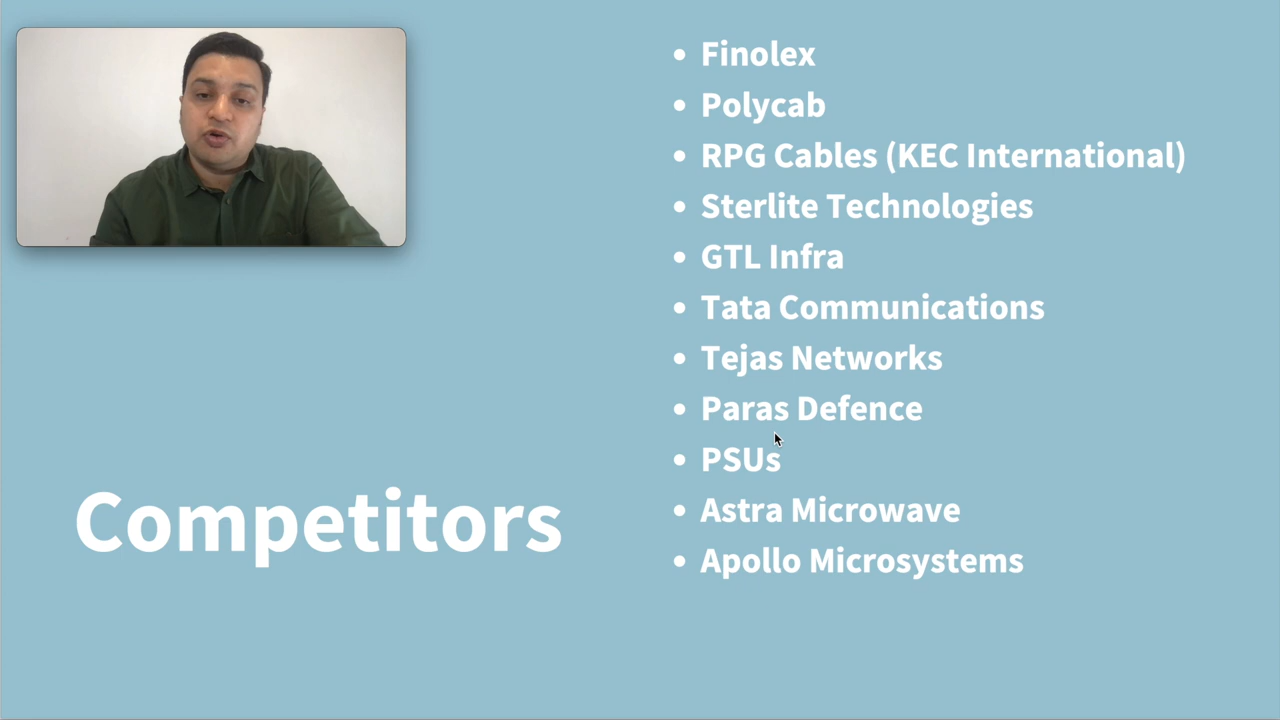 Competitors
• Finolex
• Polycab
• RPG Cables (KEC International)
• Sterlite Technologies
• GTL Infra
• Tata Communications
• Tejas Networks
• Paras Defence
• PSUs
• Astra Microwave
• Apollo Microsystems